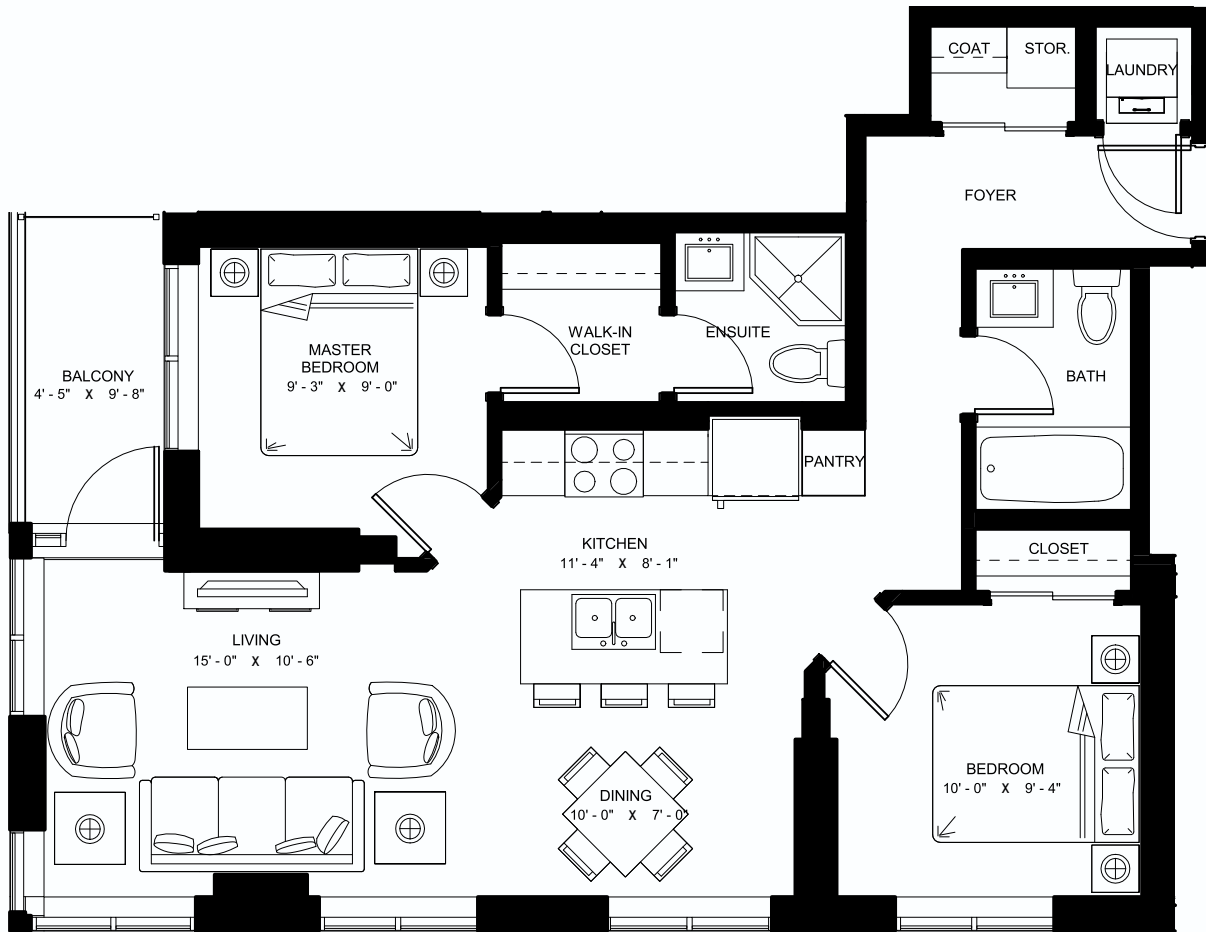 COAT
STOR.
LAUNDRY
FOYER
WALK-IN
CLOSET
ENSUITE
MASTER
BEDROOM
9' - 3" X 9' - 0"
BALCONY
4' - 5" X 9' - 8"
BATH
PANTRY
KITCHEN
11' - 4" X 8' - 1"
CLOSET
LIVING
15' - 0" X 10' - 6"
BEDROOM
10' - 0" X 9' - 4"
DINING
10' - 0" X 7' - 0"